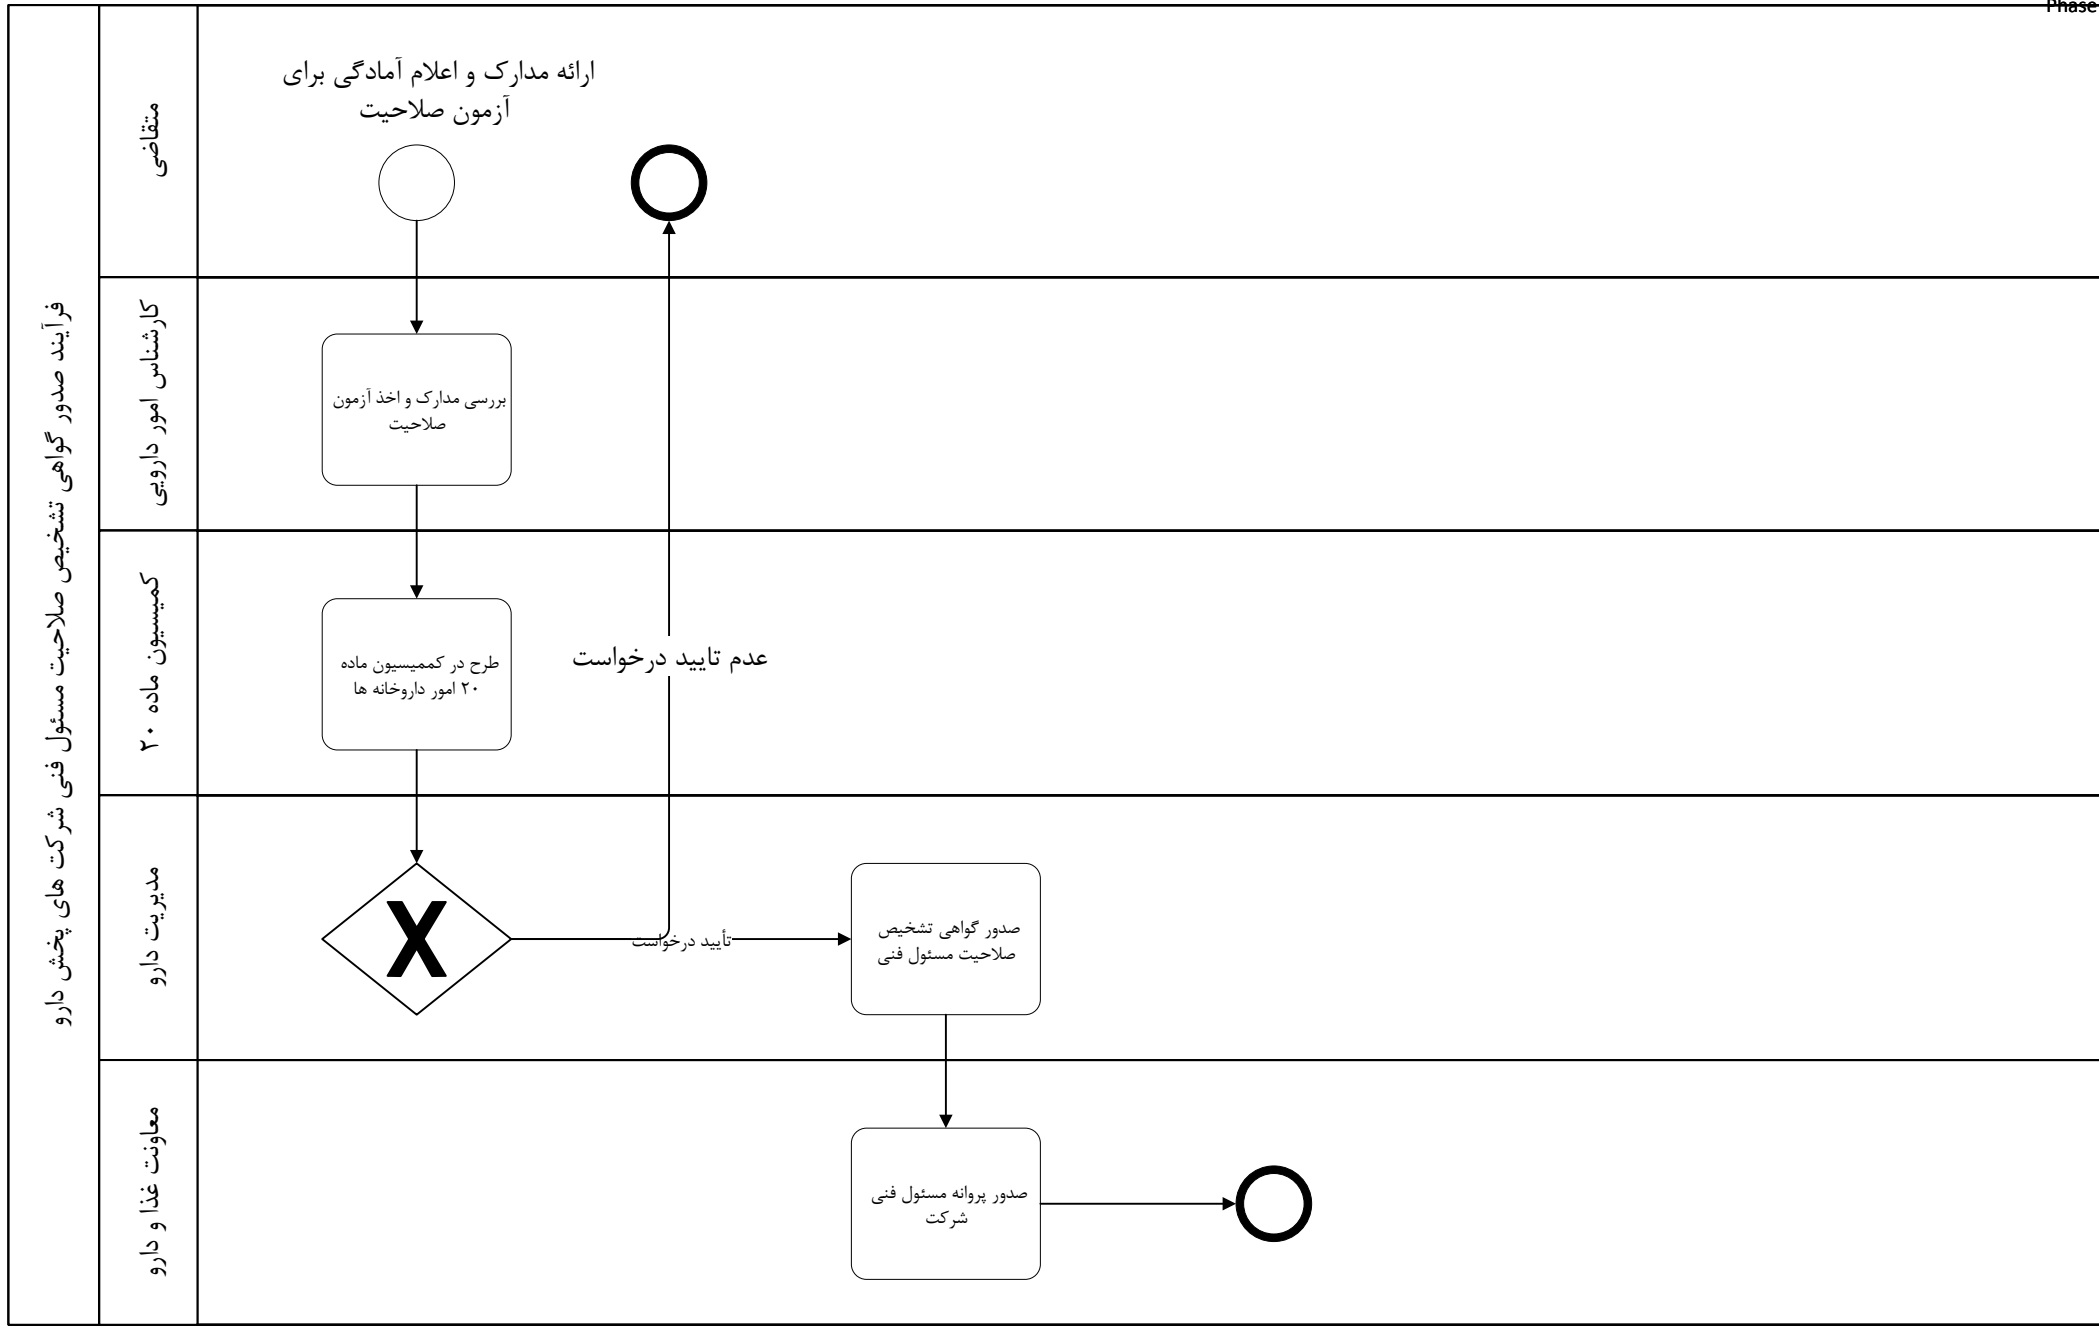 Phase
فرآیند صدور گواهی تشخیص صلاحیت مسئول فنی شرکت های پخش دارو
متقاضی
ارائه مدارک و اعلام آمادگی برای
آزمون صلاحیت
کارشناس امور دارویی
بررسی مدارک و اخذ آزمون
صلاحیت
کمیسیون ماده ۲۰
طرح در کممیسیون ماده
۲۰ امور داروخانه ها
عدم تایید درخواست
مدیریت دارو
X
تأیید درخواست
صدور گواهی تشخیص
صلاحیت مسئول فنی
معاونت غذا و دارو
صدور پروانه مسئول فنی
شرکت